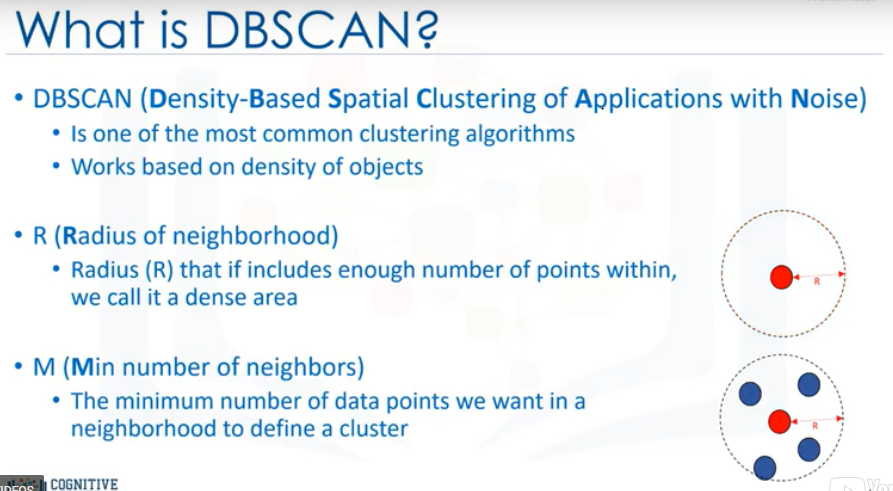 What is DBSCAN?
• DBSCAN (Density-Based Spatial Clustering of Applications with Noise)
• Is one of the most common clustering algorithms
• Works based on density of objects
• R (Radius of neighborhood)
• Radius (R) that if includes enough number of points within,
we call it a dense area
R
• M (Min number of neighbors)
• The minimum number of data points we want in a
neighborhood to define a cluster
R
COGNITIVE